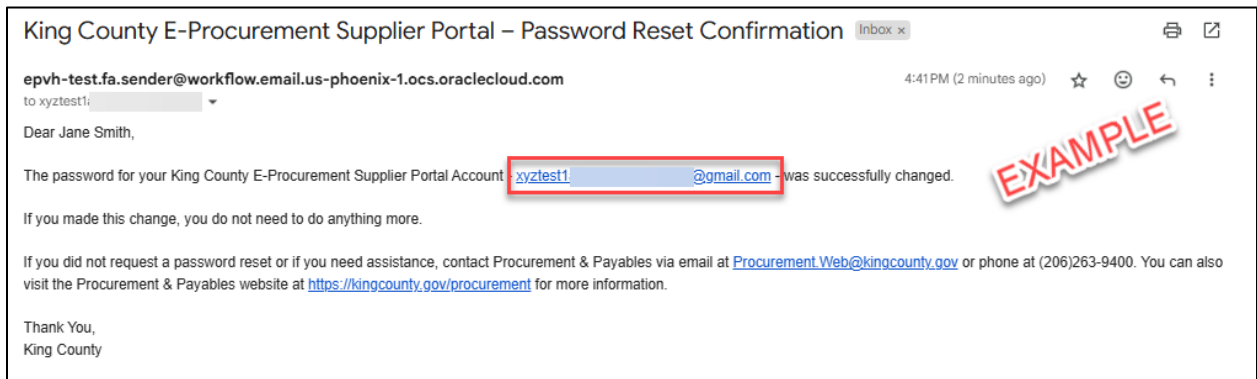 King County E-Procurement Supplier Portal – Password Reset Confirmation Inbox ×
epvh-test.fa.sender@workflow.email.us-phoenix-1.ocs.oraclecloud.com 4:41 PM (2 minutes ago)
to xyztest1
Dear Jane Smith,
EXAMPLE
The password for your King County E-Procurement Supplier Portal Account - xyztest1 @gmail.com - was successfully changed.
If you made this change, you do not need to do anything more.
If you did not request a password reset or if you need assistance, contact Procurement & Payables via email at Procurement.Web@kingcounty.gov or phone at (206)263-9400. You can also
visit the Procurement & Payables website at https://kingcounty.gov/procurement for more information.
Thank You,
King County